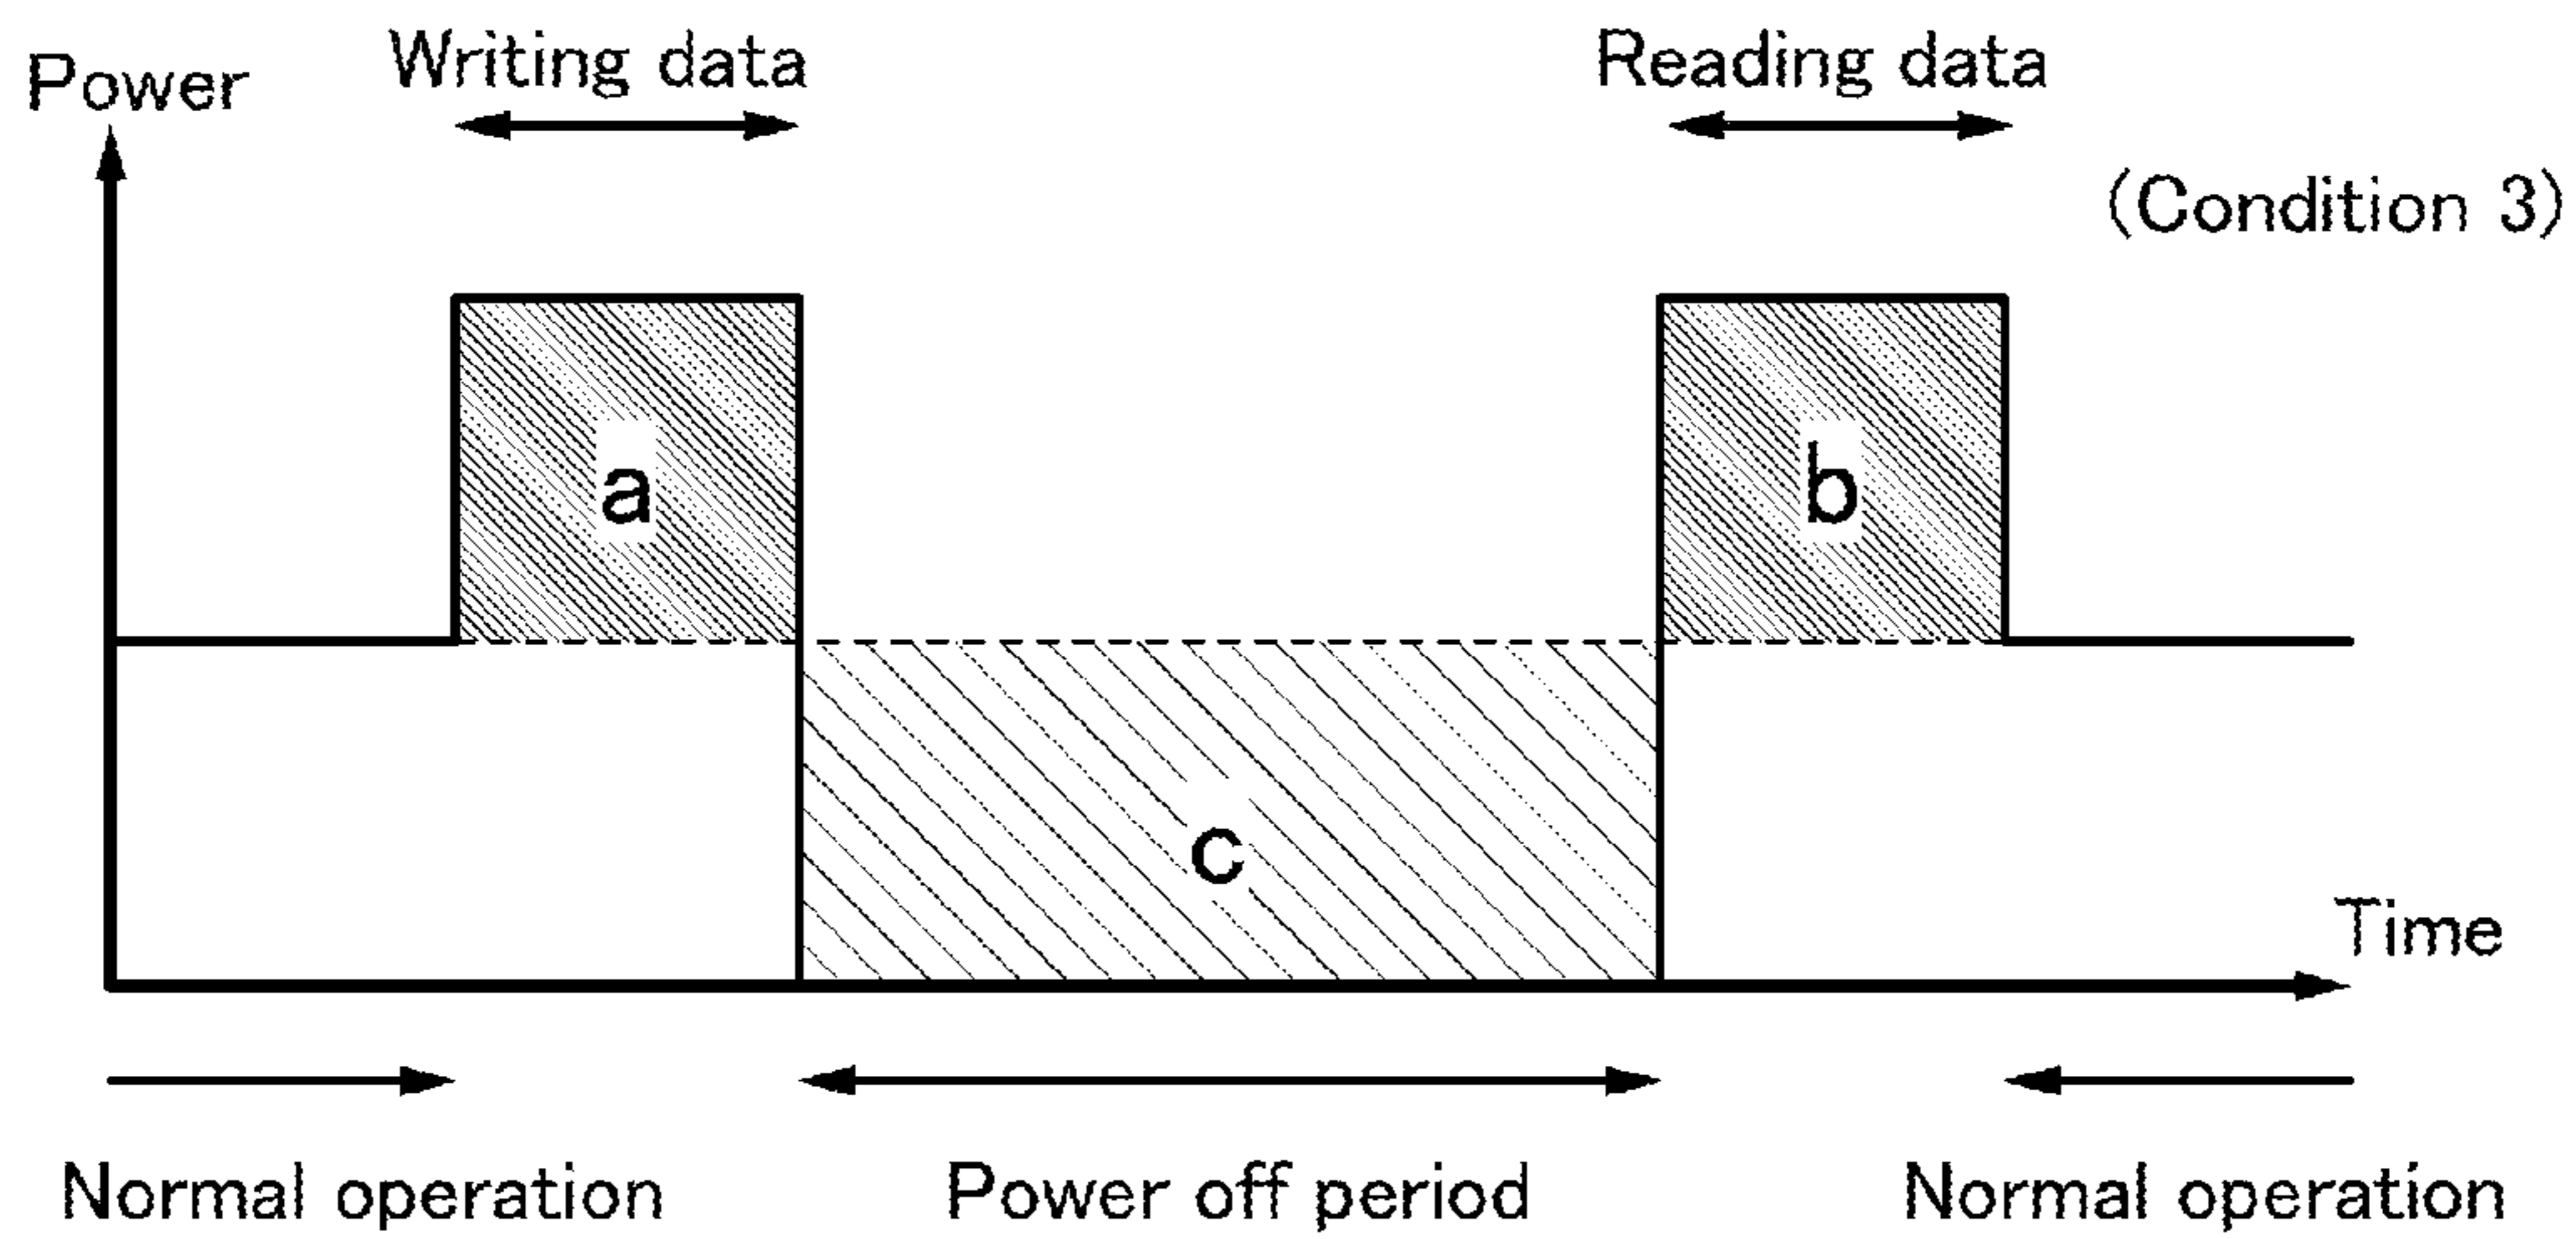 Power
Writing data
Reading data
(Condition 3)
a
b
c
Time
Normal operation
Power off period
Normal operation